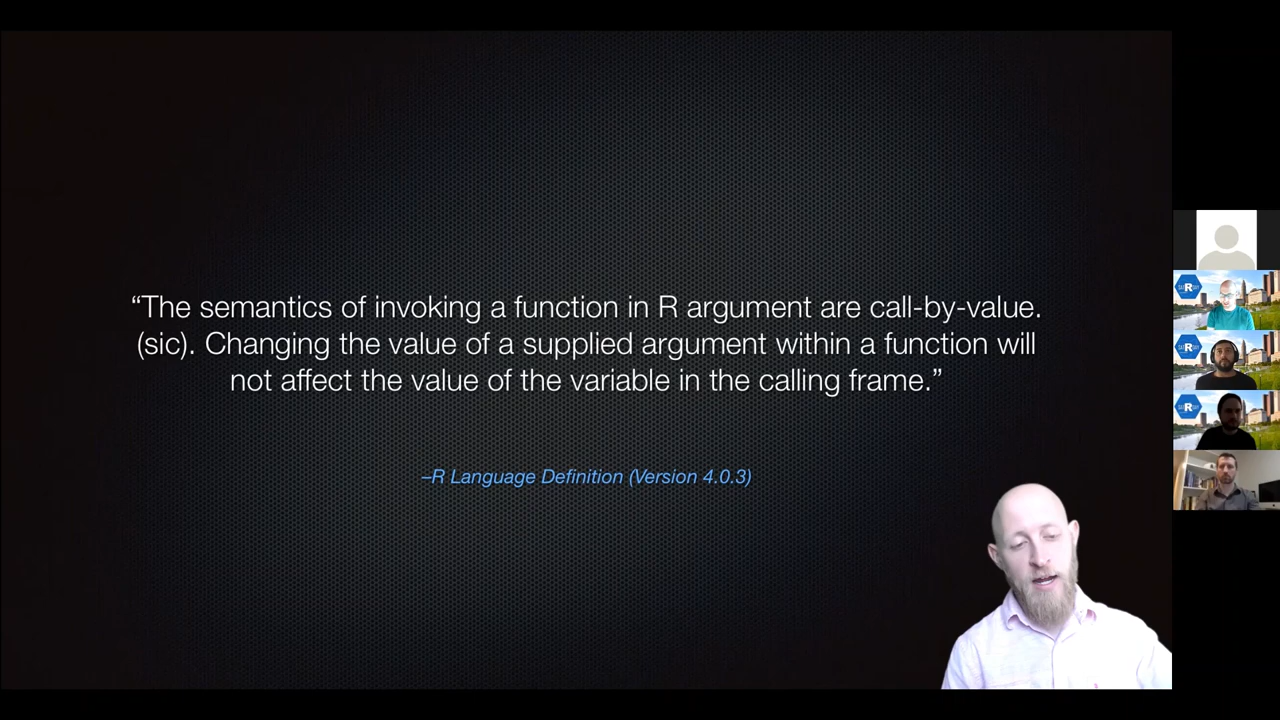 “The semantics of invoking a function in R argument are call-by-value.
(sic). Changing the value of a supplied argument within a function will
not affect the value of the variable in the calling frame.”
–R Language Definition (Version 4.0.3)
R
R
R